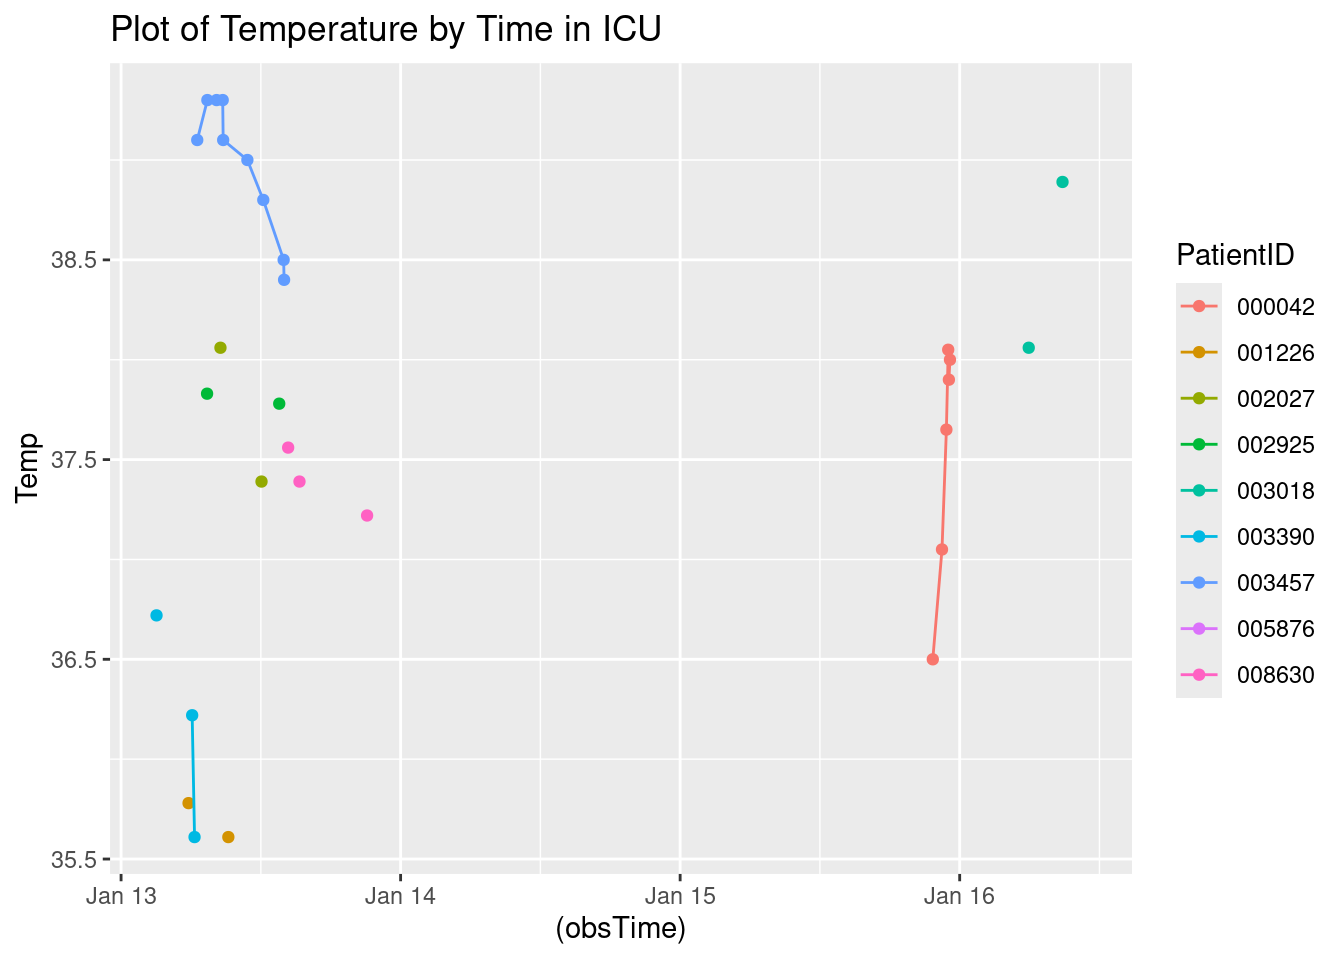 Plot of Temperature by Time in ICU
Temp
38.5
37.5
36.5
35.5
Jan 13
Jan 14
Jan 15
Jan 16
(obsTime)
PatientID
000042
001226
002027
002925
003018
003390
003457
005876
008630